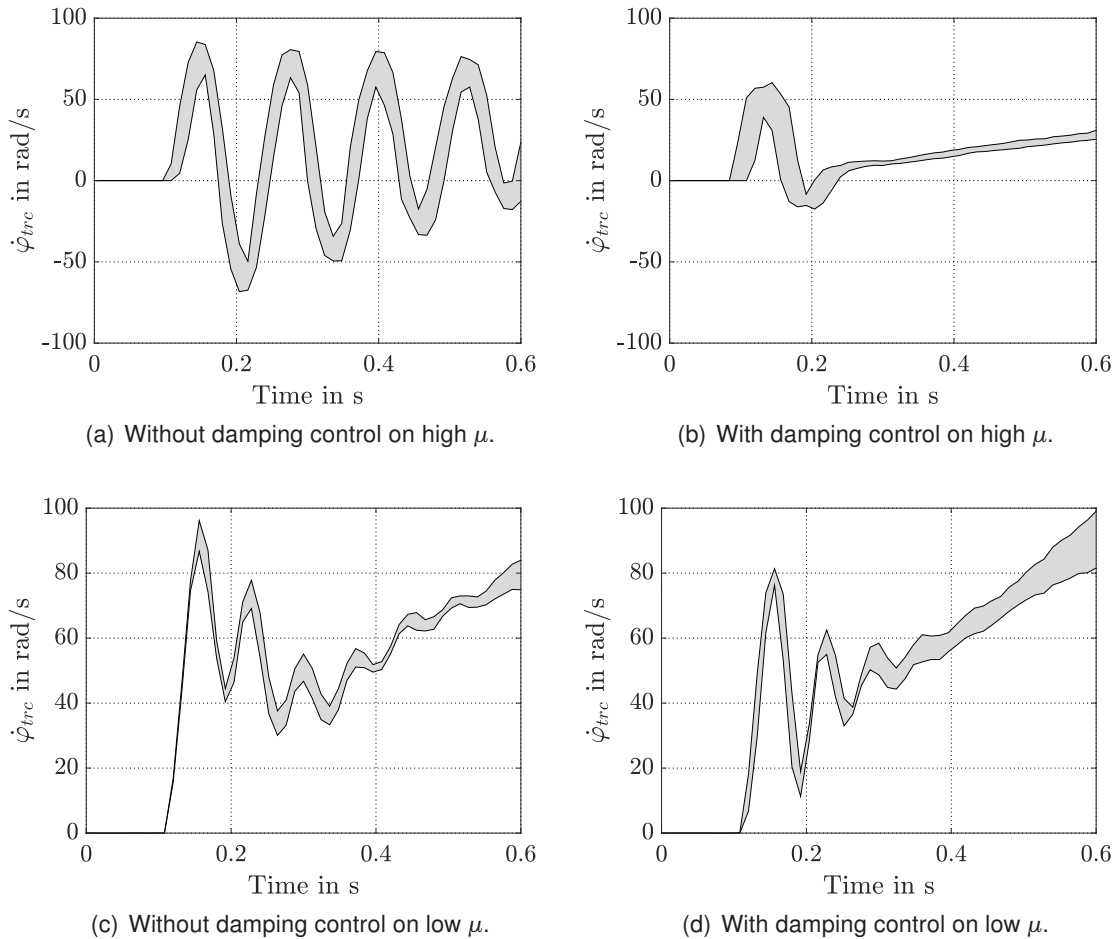 100
50
0
-50
-100
φ̇trc in rad/s
0 0.2 0.4 0.6
Time in s
(a) Without damping control on high μ.
100
50
0
-50
-100
φ̇trc in rad/s
0 0.2 0.4 0.6
Time in s
(b) With damping control on high μ.
100
80
60
40
20
0
φ̇trc in rad/s
0 0.2 0.4 0.6
Time in s
(c) Without damping control on low μ.
100
80
60
40
20
0
φ̇trc in rad/s
0 0.2 0.4 0.6
Time in s
(d) With damping control on low μ.